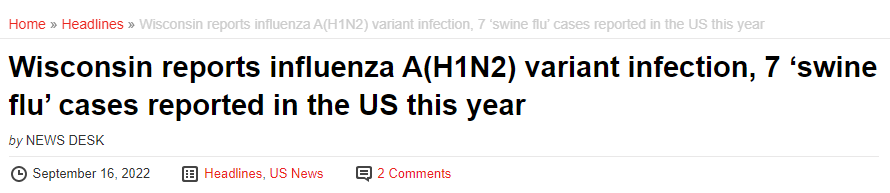 Home » Headlines » Wisconsin reports influenza A(H1N2) variant infection, 7 ‘swine flu’ cases reported in the US this year
Wisconsin reports influenza A(H1N2) variant infection, 7 ‘swine
flu’ cases reported in the US this year
by NEWS DESK
September 16, 2022 Headlines, US News 2 Comments